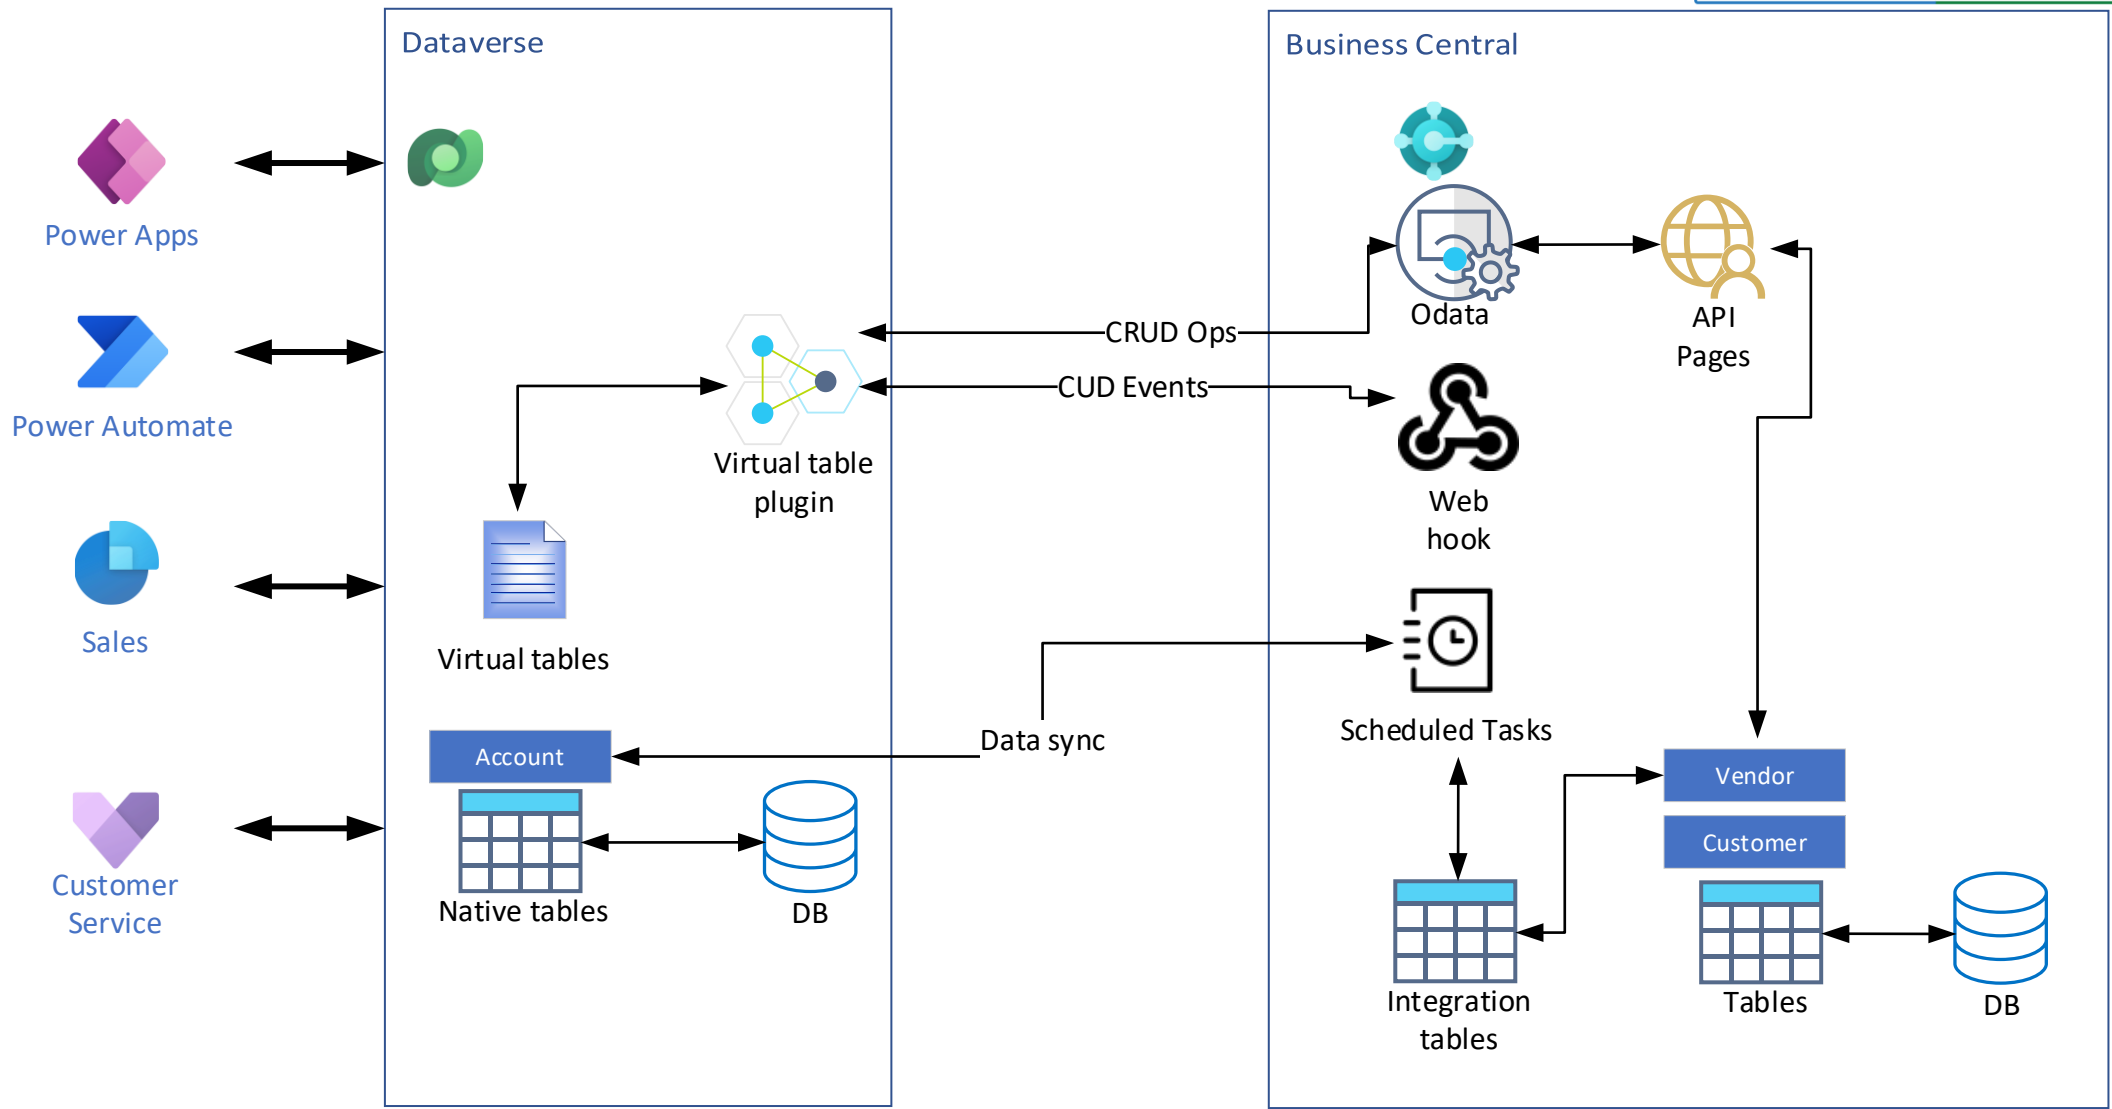 Dataverse
Business Central
Power Apps
Power Automate
Sales
Customer
Service
Virtual table
plugin
Virtual tables
Account
Native tables
DB
CRUD Ops
CUD Events
Data sync
Odata
API
Pages
Web
hook
Scheduled Tasks
Vendor
Customer
Integration
tables
Tables
DB